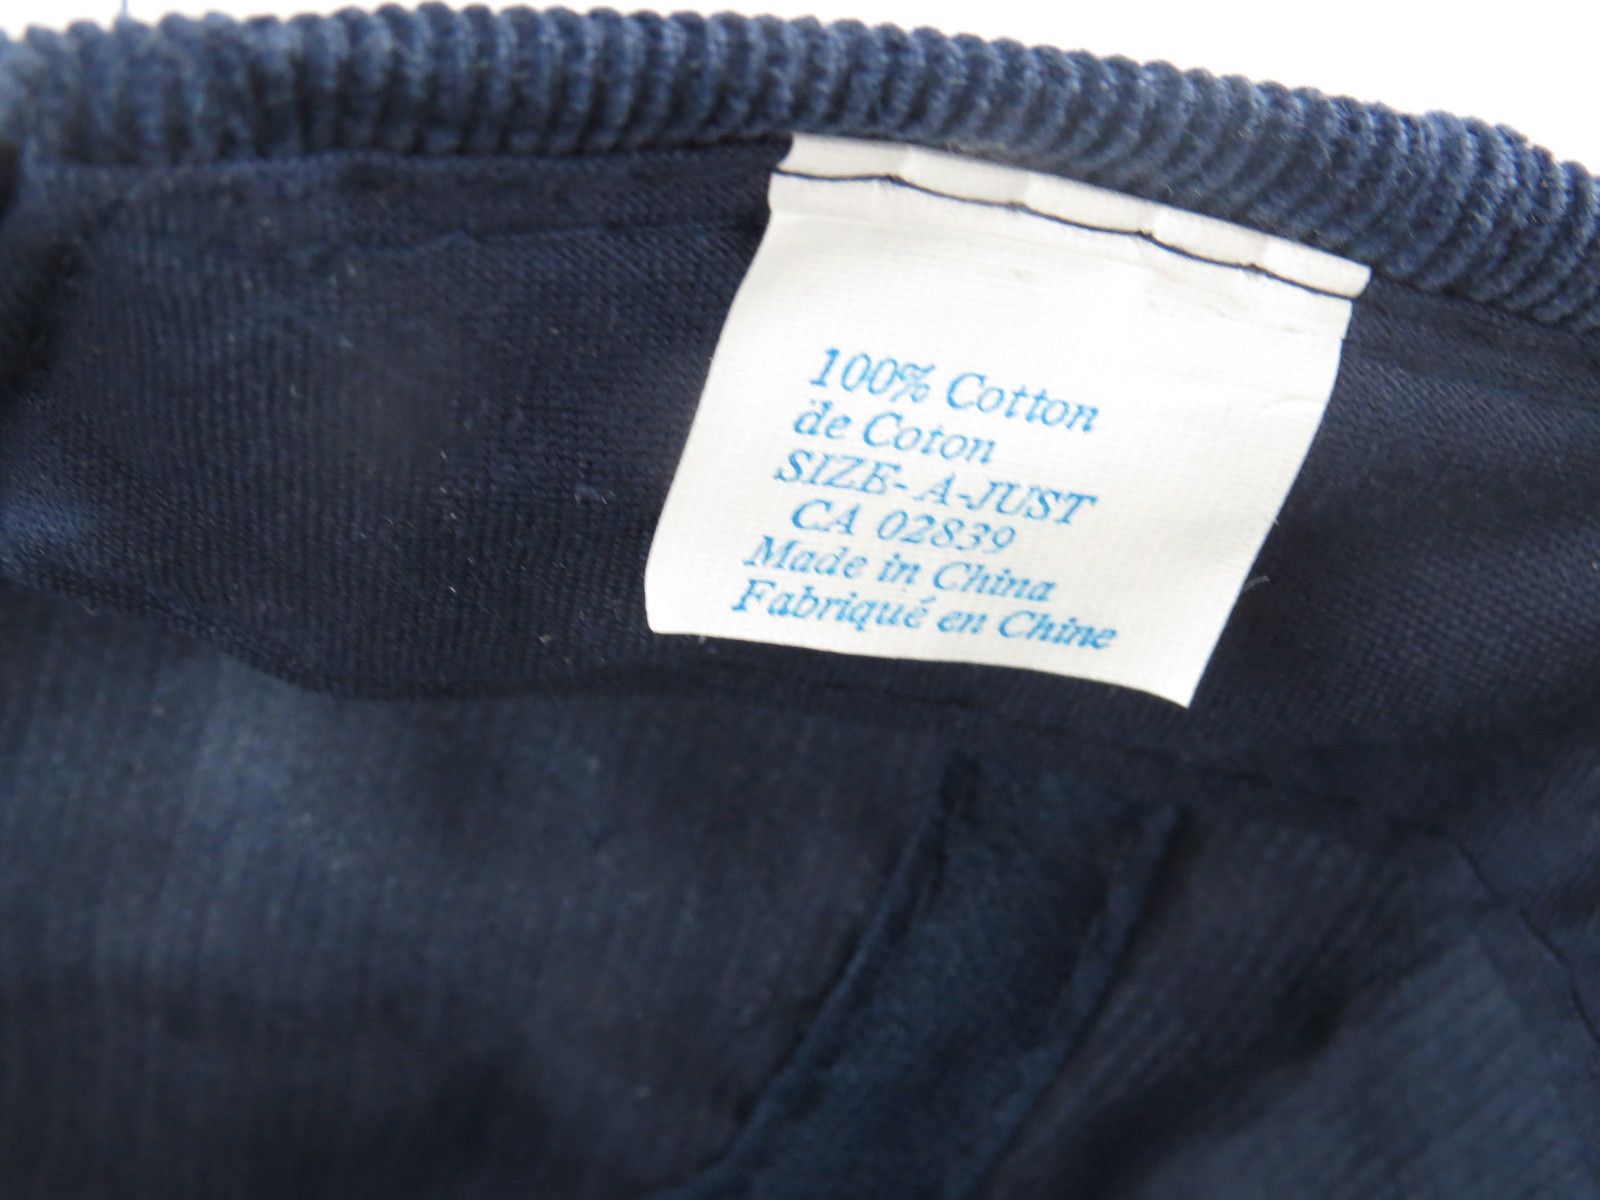 100% Cotton
de Coton
SIZE-A-JUST
CA 02839
Made in China
Fabriqué en Chine